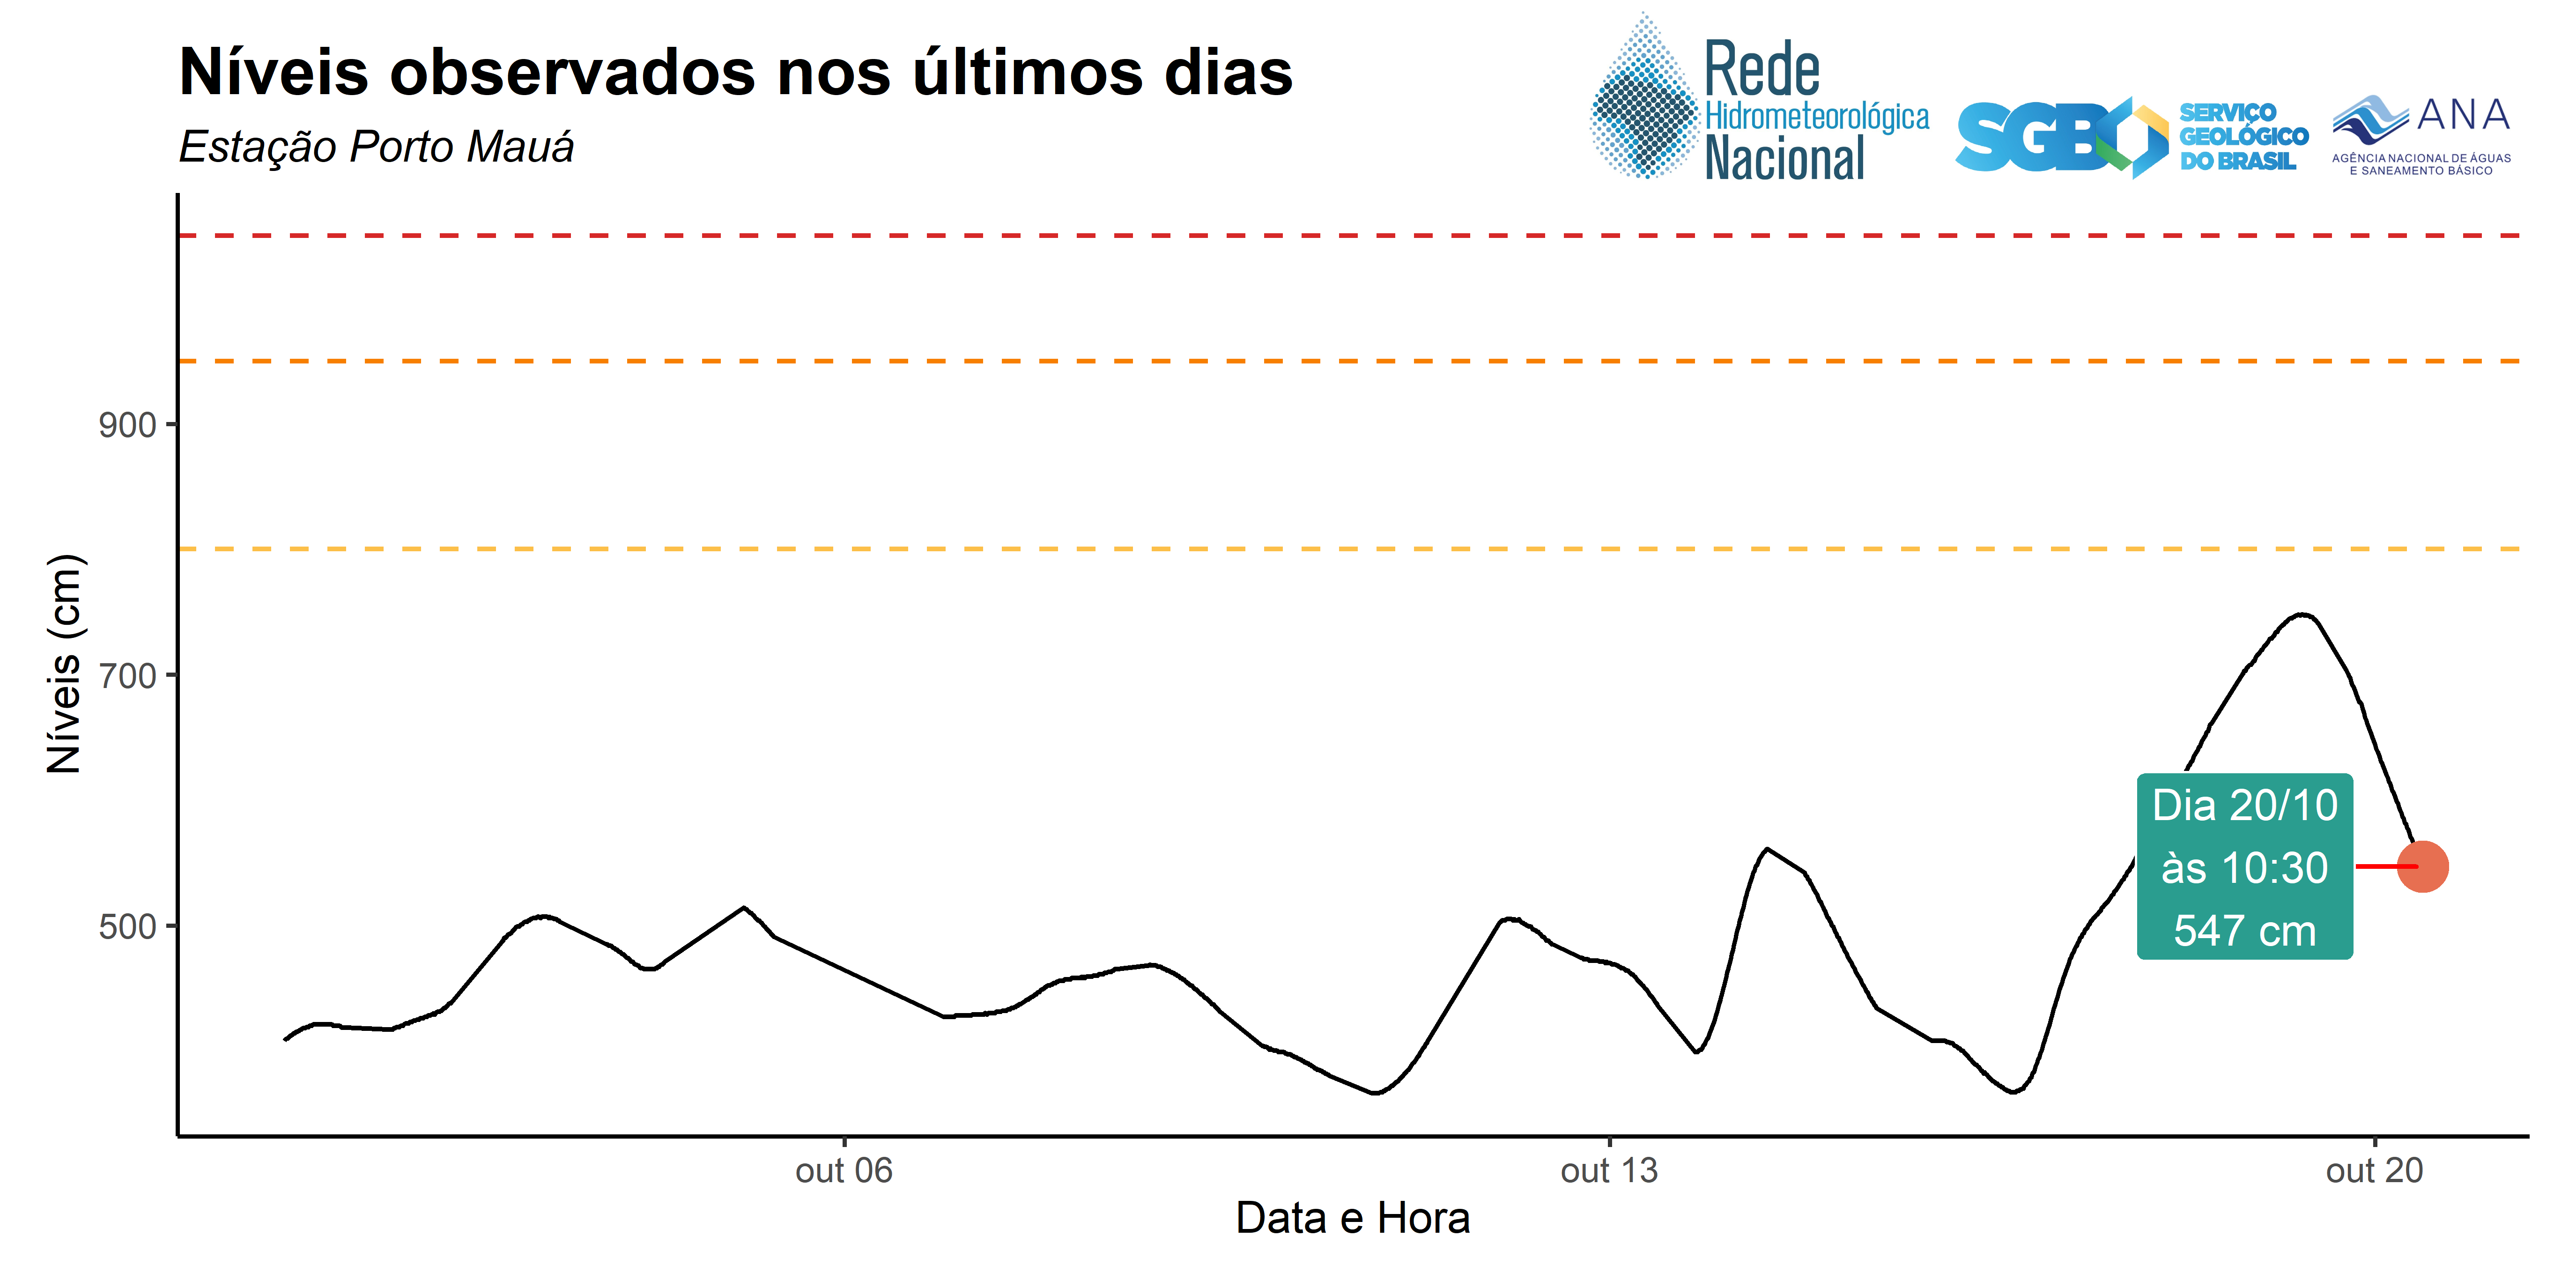 Níveis observados nos últimos dias
Estação Porto Mauá
Rede
Hidrometeorológica
Nacional
SGB
SERVIÇO
GEOLÓGICO
DO BRASIL
ANA
AGÊNCIA NACIONAL DE ÁGUAS
E SANEAMENTO BÁSICO
Níveis (cm)
900
700
500
Dia 20/10
às 10:30
547 cm
out 06
out 13
out 20
Data e Hora